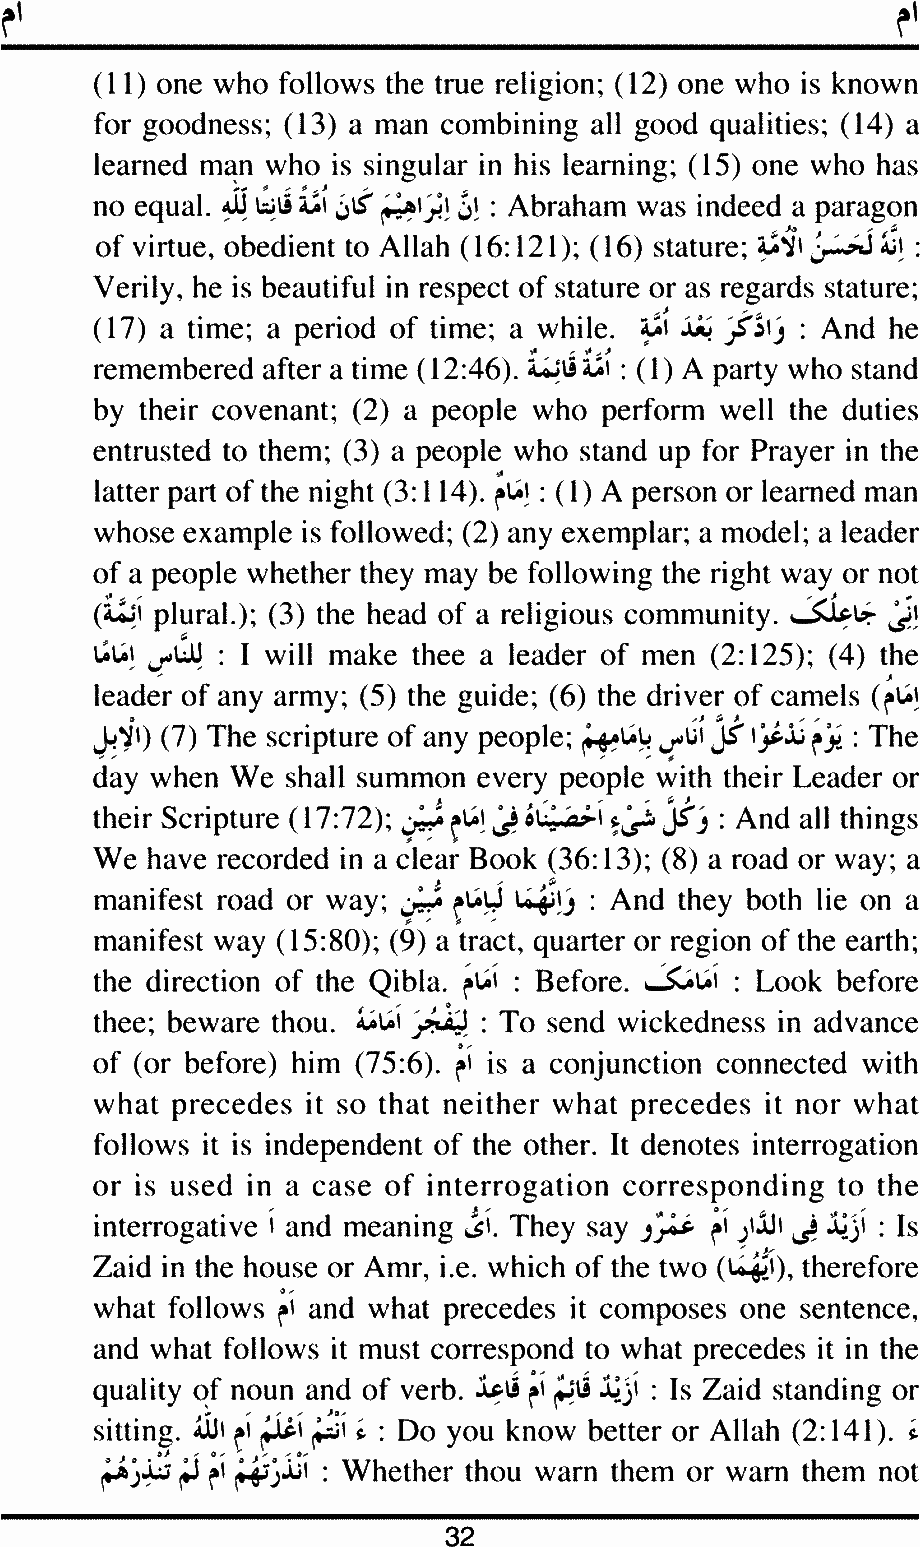 ام ام
(11) one who follows the true religion; (12) one who is known
for goodness; (13) a man combining all good qualities; (14) a
learned man who is singular in his learning; (15) one who has
no equal. اِنَّ اِبْرَاهِيْمَ كَانَ اُمَّةً قَانِتًا لِلّٰهِ : Abraham was indeed a paragon
of virtue, obedient to Allah (16:121); (16) stature; اِنَّهُ لَحَسَنُ الْاُمَّةِ :
Verily, he is beautiful in respect of stature or as regards stature;
(17) a time; a period of time; a while. وَادَّكَرَ بَعْدَ اُمَّةٍ : And he
remembered after a time (12:46). اُمَّةٌ قَائِمَةٌ : (1) A party who stand
by their covenant; (2) a people who perform well the duties
entrusted to them; (3) a people who stand up for Prayer in the
latter part of the night (3:114). اِمَامٌ : (1) A person or learned man
whose example is followed; (2) any exemplar; a model; a leader
of a people whether they may be following the right way or not
(اَئِمَّةٌ plural.); (3) the head of a religious community. اِنِّىْ جَاعِلُكَ
لِلنَّاسِ اِمَامًا : I will make thee a leader of men (2:125); (4) the
leader of any army; (5) the guide; (6) the driver of camels (اِمَامُ
الْاِبِلِ) (7) The scripture of any people; يَوْمَ نَدْعُوْا كُلَّ اُنَاسٍ بِاِمَامِهِمْ : The
day when We shall summon every people with their Leader or
their Scripture (17:72); وَكُلَّ شَىْءٍ اَحْصَيْنَاهُ فِىْ اِمَامٍ مُّبِيْنٍ : And all things
We have recorded in a clear Book (36:13); (8) a road or way; a
manifest road or way; وَاِنَّهُمَا لَبِاِمَامٍ مُّبِيْنٍ : And they both lie on a
manifest way (15:80); (9) a tract, quarter or region of the earth;
the direction of the Qibla. اَمَامَ : Before. اَمَامَكَ : Look before
thee; beware thou. لِيَفْجُرَ اَمَامَهُ : To send wickedness in advance
of (or before) him (75:6). اَمْ is a conjunction connected with
what precedes it so that neither what precedes it nor what
follows it is independent of the other. It denotes interrogation
or is used in a case of interrogation corresponding to the
interrogative اَ and meaning اَىُّ. They say اَزَيْدٌ فِى الدَّارِ اَمْ عَمْرٌو : Is
Zaid in the house or Amr, i.e. which of the two (اَيُّهُمَا), therefore
what follows اَمْ and what precedes it composes one sentence,
and what follows it must correspond to what precedes it in the
quality of noun and of verb. اَزَيْدٌ قَائِمٌ اَمْ قَاعِدٌ : Is Zaid standing or
sitting. ءَ اَنْتُمْ اَعْلَمُ اَمِ اللّٰهُ : Do you know better or Allah (2:141). ءَ
اَنْذَرْتَهُمْ اَمْ لَمْ تُنْذِرْهُمْ : Whether thou warn them or warn them not
32